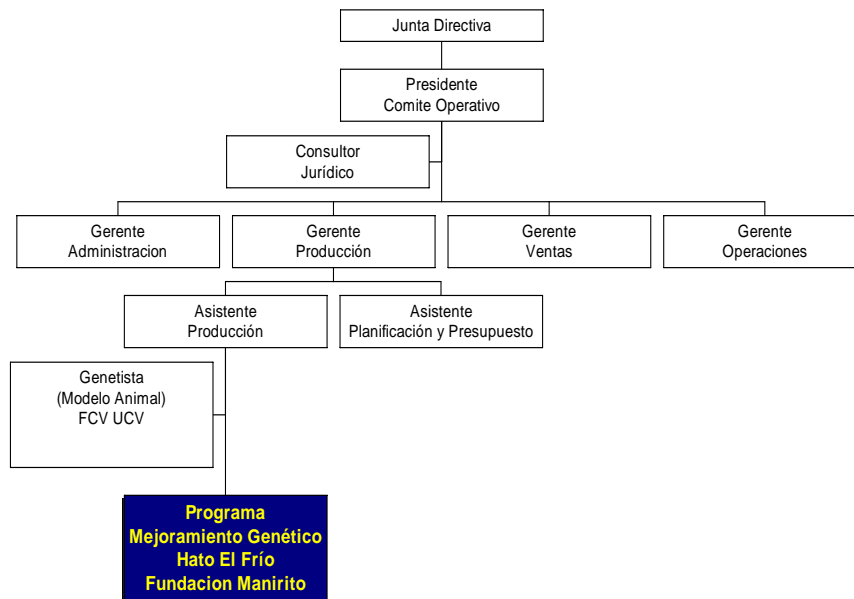 Junta Directiva
Presidente
Comite Operativo
Consultor
Jurídico
Gerente
Administracion
Gerente
Producción
Gerente
Ventas
Gerente
Operaciones
Asistente
Producción
Asistente
Planificación y Presupuesto
Genetista
(Modelo Animal)
FCV UCV
Programa
Mejoramiento Genético
Hato El Frío
Fundacion Manirito